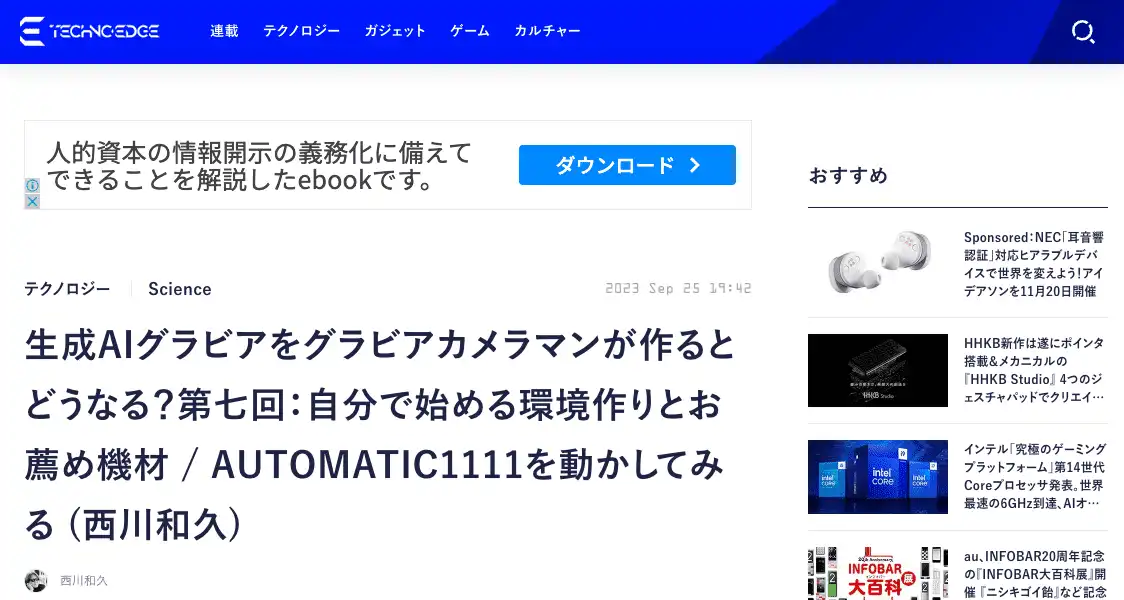 TECHNO-EDGE
連載
テクノロジー
ガジェット
ゲーム
カルチャー
人的資本の情報開示の義務化に備えて
できることを解説したebookです。
ダウンロード
テクノロジー
Science
2023 Sep 25 19:42
生成AIグラビアをグラビアカメラマンが作ると
どうなる?第七回:自分で始める環境作りとお
薦め機材 / AUTOMATIC1111を動かしてみ
る (西川和久)
西川和久
おすすめ
Sponsored:NEC「耳音響
認証」対応ヒアラブルデバ
イスで世界を変えよう!アイ
デアソンを11月20日開催
HHKB Studio
HHKB新作は遂にポインタ
搭載&メカニカルの
『HHKB Studio』 4つのジ
ェスチャパッドでクリエイ…
intel
CORE
intel
CORE
i9
intel
CORE
インテル「究極のゲーミング
プラットフォーム」第14世代
Coreプロセッサ発表。世界
最速の6GHz到達、AIオ…
20th Anniversary
INFOBAR
大百科
展
au、INFOBAR20周年記念
の『INFOBAR大百科展』開
催 『ニシキゴイ飴』など記念